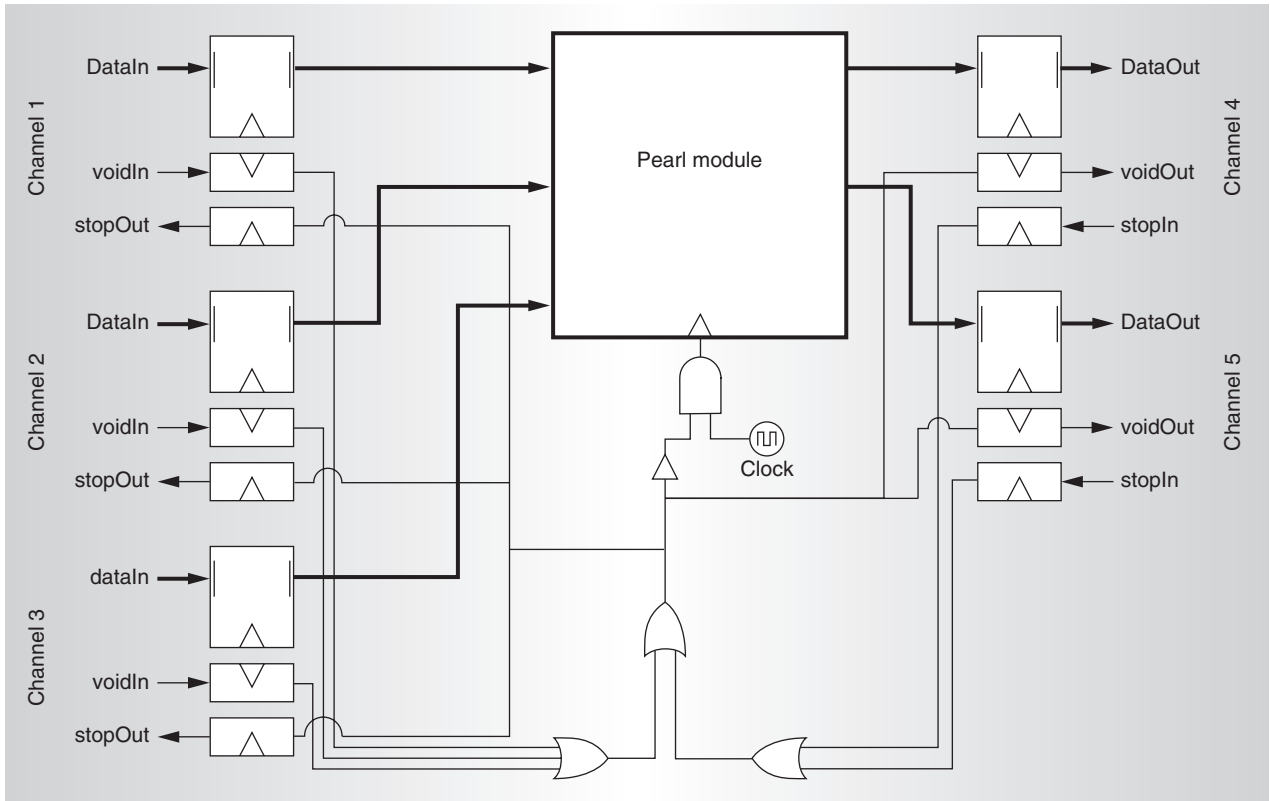 Channel 1
DataIn
voidIn
stopOut
Channel 2
DataIn
voidIn
stopOut
Channel 3
dataIn
voidIn
stopOut
Pearl module
Clock
Channel 4
DataOut
voidOut
stopIn
Channel 5
DataOut
voidOut
stopIn